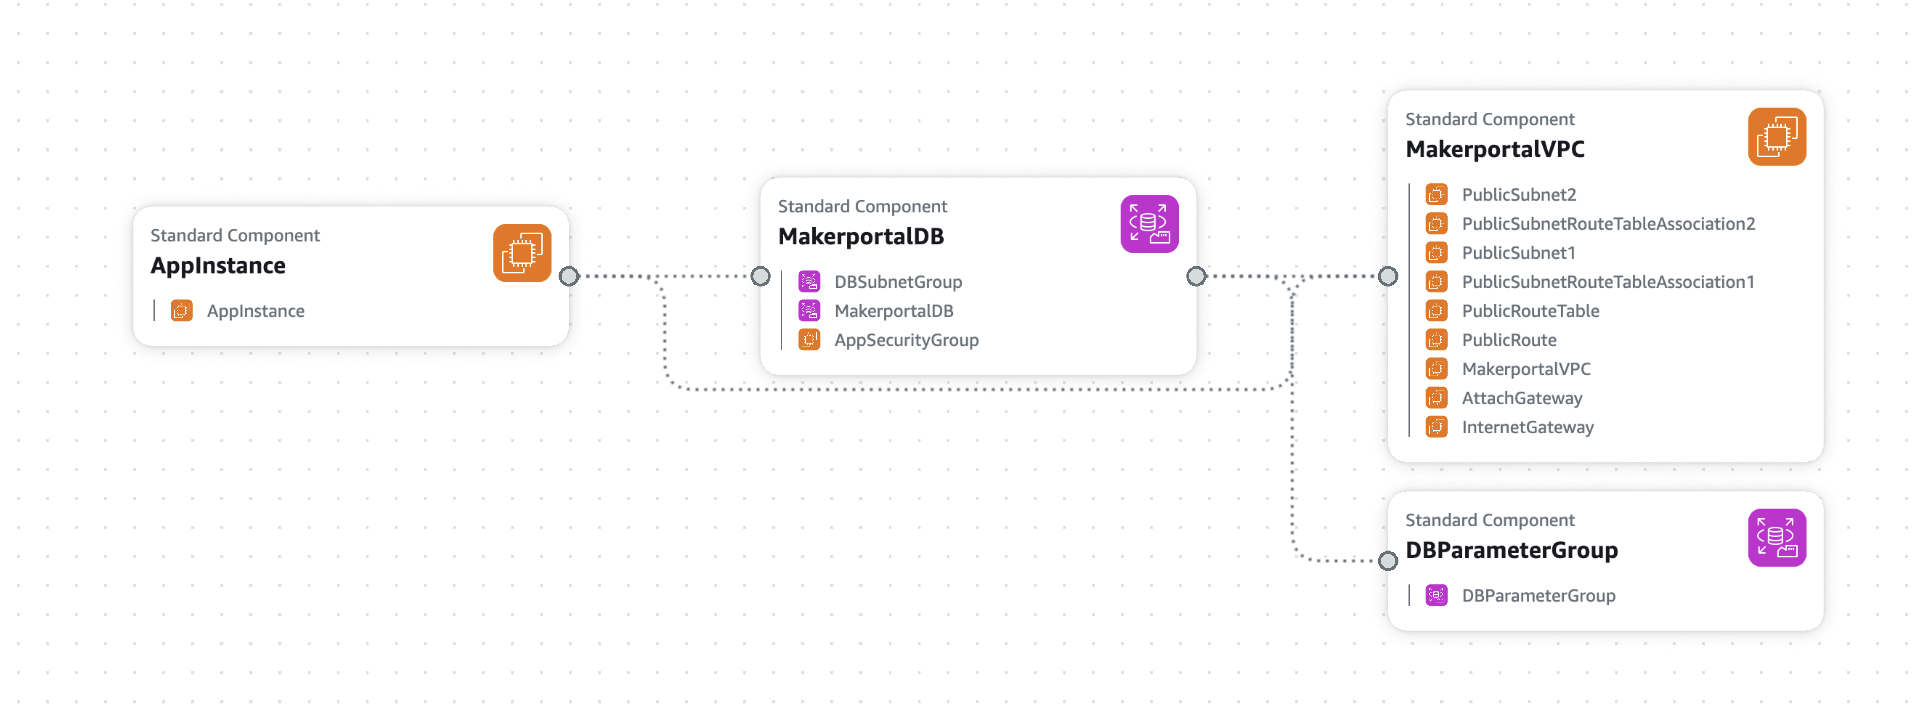 Standard Component
AppInstance
AppInstance
Standard Component
MakerportalDB
DBSubnetGroup
MakerportalDB
AppSecurityGroup
Standard Component
MakerportalVPC
PublicSubnet2
PublicSubnetRouteTableAssociation2
PublicSubnet1
PublicSubnetRouteTableAssociation1
PublicRouteTable
PublicRoute
MakerportalVPC
AttachGateway
InternetGateway
Standard Component
DBParameterGroup
DBParameterGroup